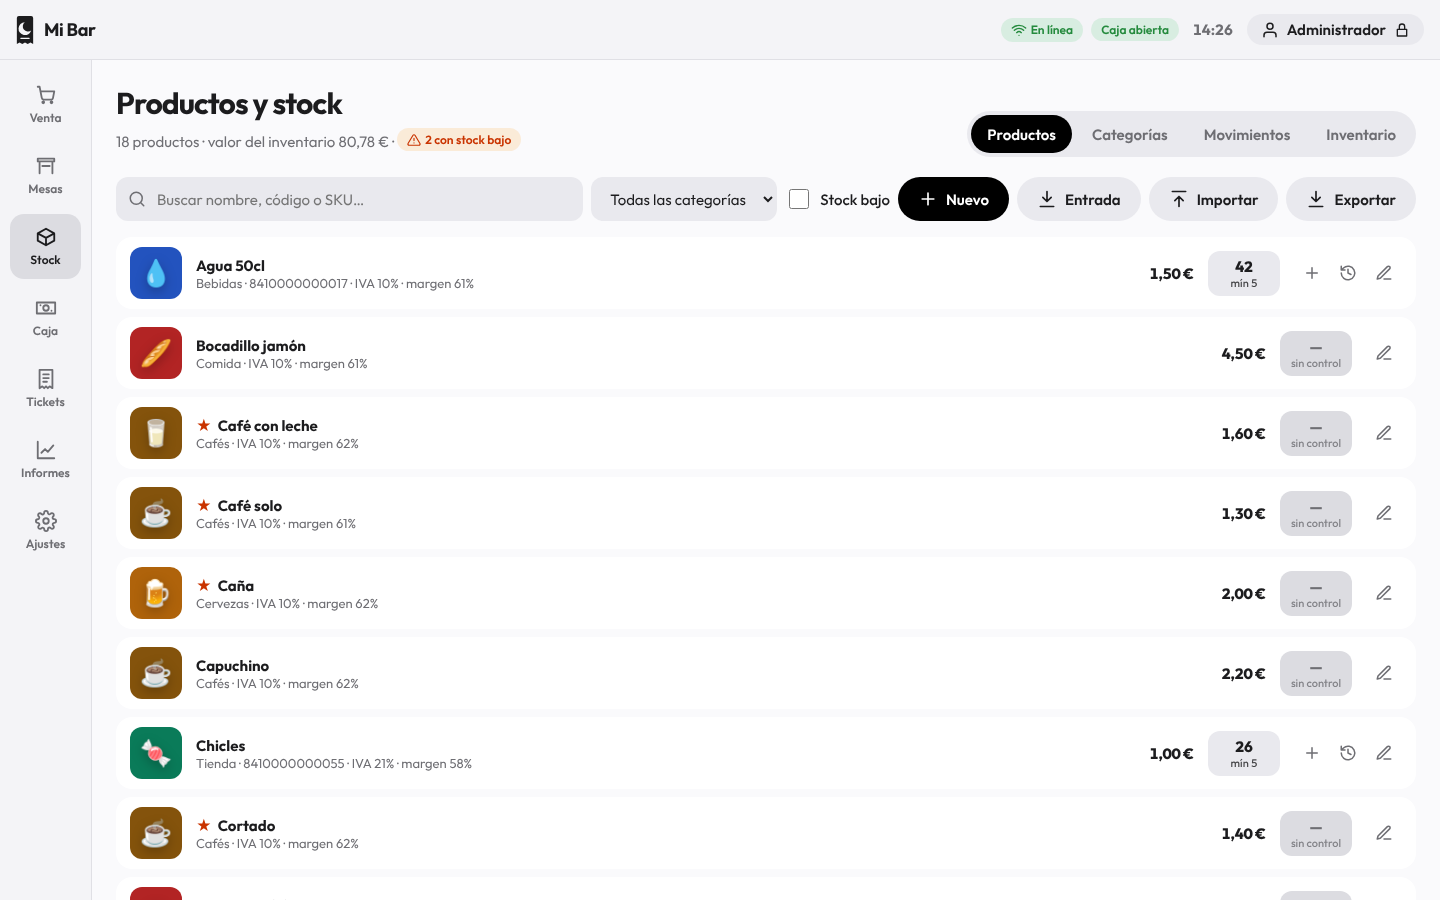 Mi Bar
En línea
Caja abierta
14:26
Administrador
Venta
Mesas
Stock
Caja
Tickets
Informes
Ajustes
Productos y stock
18 productos · valor del inventario 80,78 € ·
2 con stock bajo
Productos
Categorías
Movimientos
Inventario
Buscar nombre, código o SKU...
Todas las categorías
Stock bajo
Nuevo
Entrada
Importar
Exportar
Agua 50cl
Bebidas · 8410000000017 · IVA 10% · margen 61%
1,50 €
42
mín 5
Bocadillo jamón
Comida · IVA 10% · margen 61%
4,50 €
—
sin control
★ Café con leche
Cafés · IVA 10% · margen 62%
1,60 €
—
sin control
★ Café solo
Cafés · IVA 10% · margen 61%
1,30 €
—
sin control
★ Caña
Cervezas · IVA 10% · margen 62%
2,00 €
—
sin control
Capuchino
Cafés · IVA 10% · margen 62%
2,20 €
—
sin control
Chicles
Tienda · 8410000000055 · IVA 21% · margen 58%
1,00 €
26
mín 5
★ Cortado
Cafés · IVA 10% · margen 62%
1,40 €
—
sin control